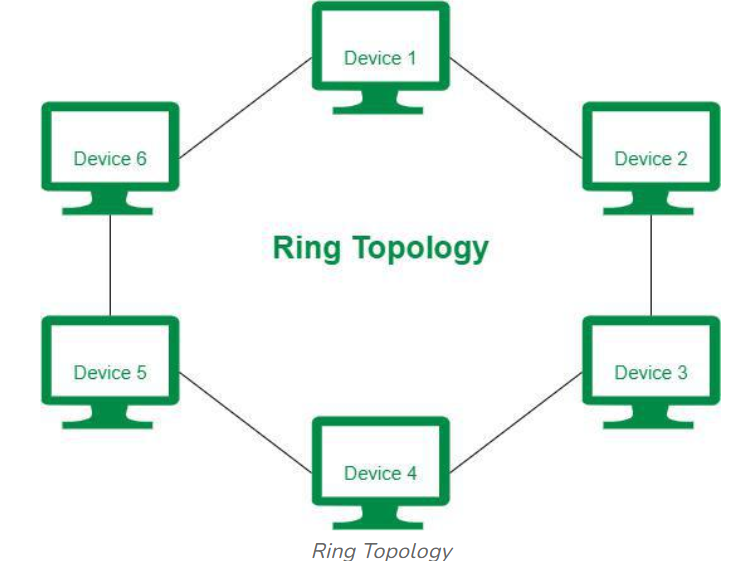 Device 1
Device 6
Device 2
Ring Topology
Device 5
Device 3
Device 4
Ring Topology